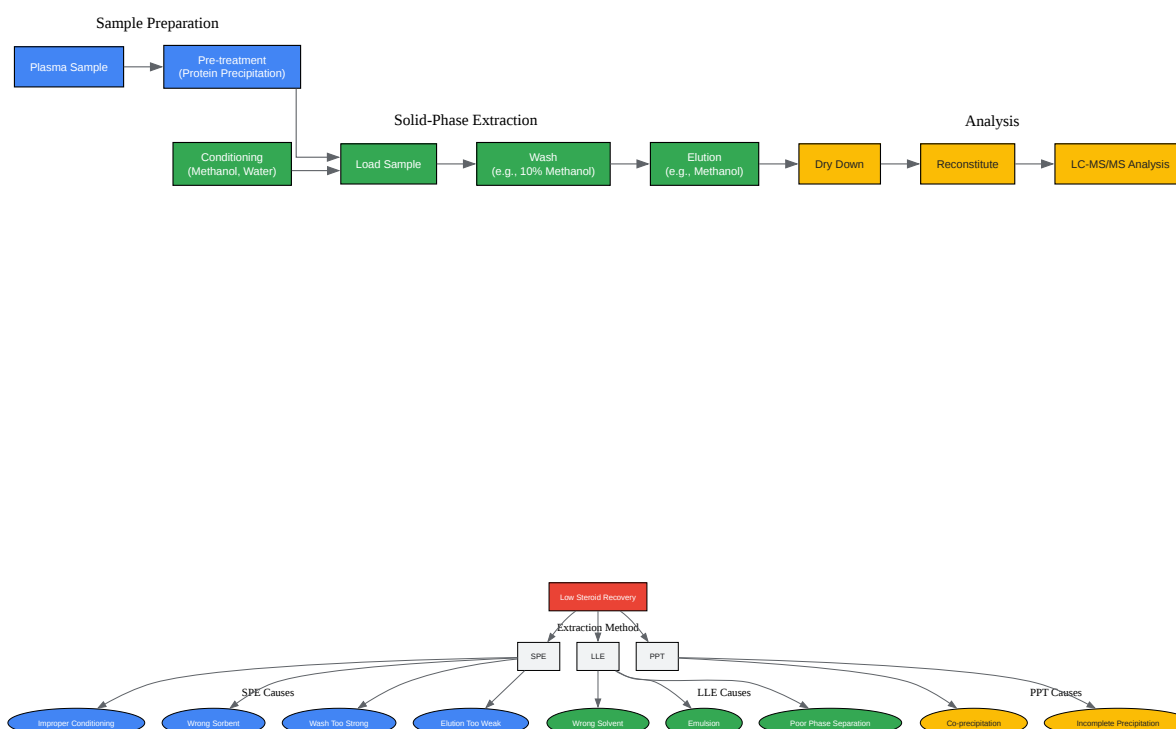 Sample Preparation
Plasma Sample
Pre-treatment
(Protein Precipitation)
Solid-Phase Extraction
Analysis
Conditioning
(Methanol, Water)
Load Sample
Wash
(e.g., 10% Methanol)
Elution
(e.g., Methanol)
Dry Down
Reconstitute
LC-MS/MS Analysis
Low Steroid Recovery
Extraction Method
SPE
LLE
PPT
SPE Causes
LLE Causes
PPT Causes
Improper Conditioning
Wrong Sorbent
Wash Too Strong
Elution Too Weak
Wrong Solvent
Emulsion
Poor Phase Separation
Co-precipitation
Incomplete Precipitation